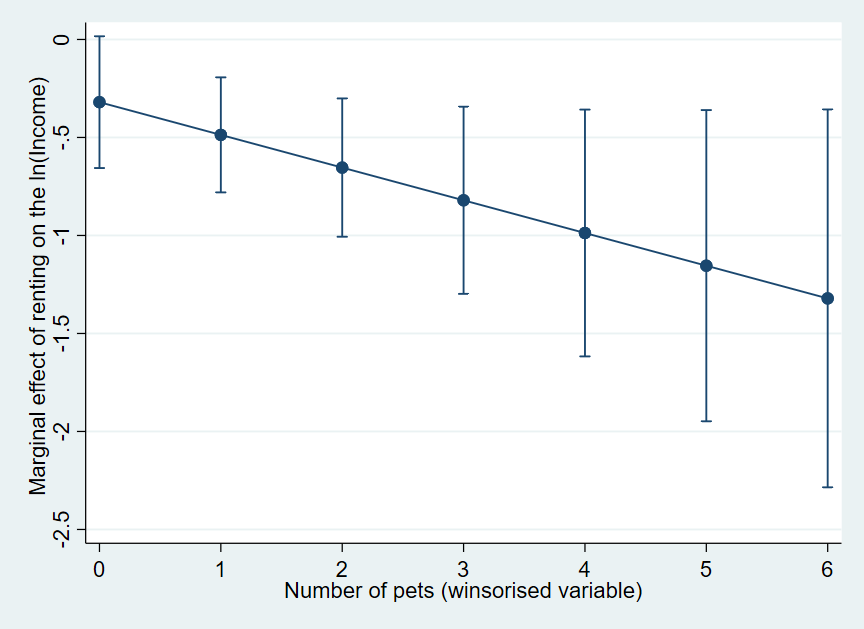 Marginal effect of renting on the ln(Income)
0
-.5
-1
-1.5
-2
-2.5
0 1 2 3 4 5 6
Number of pets (winsorised variable)